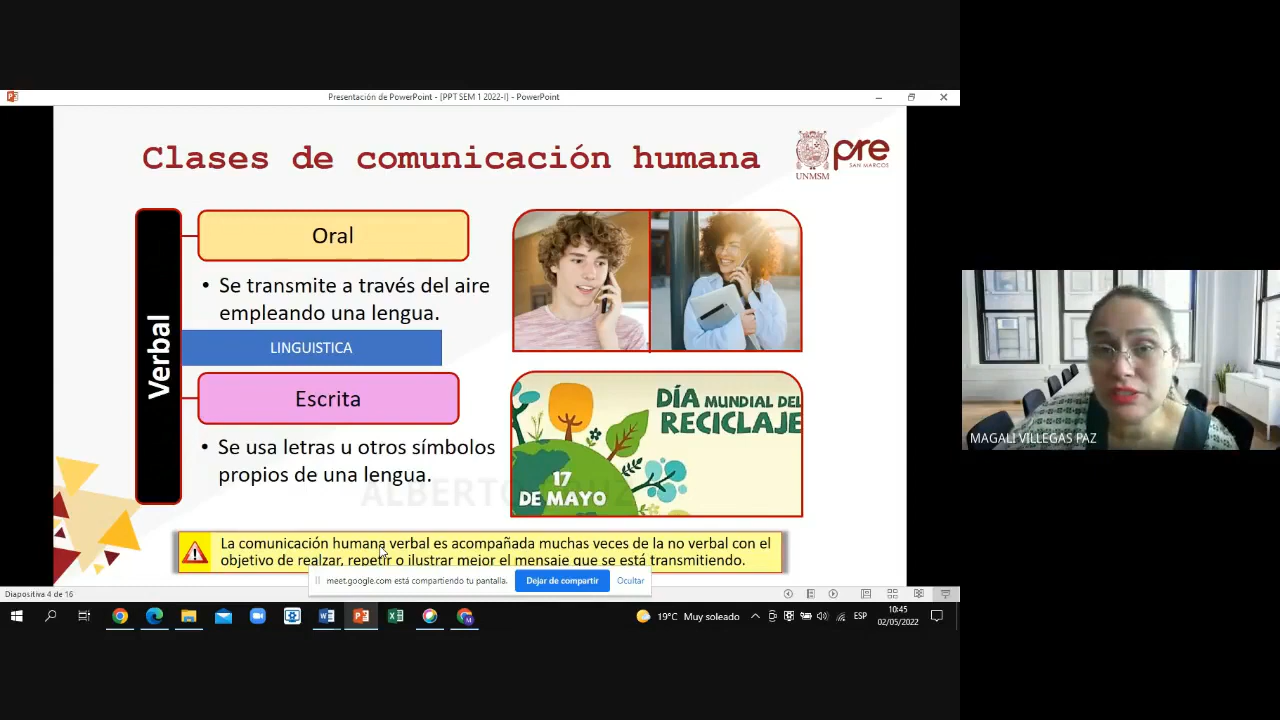 Presentación de PowerPoint - [PPT SEM 1 2022-I] - PowerPoint
Clases de comunicación humana
UNMSM
pre
SAN MARCOS
Verbal
Oral
• Se transmite a través del aire
empleando una lengua.
LINGUISTICA
Escrita
• Se usa letras u otros símbolos
propios de una lengua.
DÍA MUNDIAL DEL
RECICLAJE
17
DE MAYO
ALBERTO CRUZ
La comunicación humana verbal es acompañada muchas veces de la no verbal con el
objetivo de realzar, repetir o ilustrar mejor el mensaje que se está transmitiendo.
meet.google.com está compartiendo tu pantalla.
Dejar de compartir
Ocultar
Diapositiva 4 de 16
19°C Muy soleado
ESP
10:45
02/05/2022
MAGALI VILLEGAS PAZ